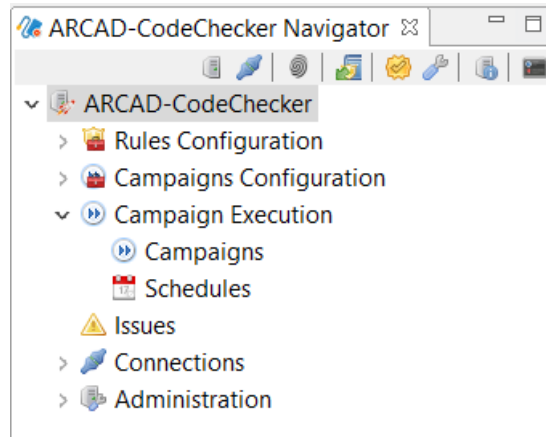 ARCAD-CodeChecker Navigator
ARCAD-CodeChecker
Rules Configuration
Campaigns Configuration
Campaign Execution
Campaigns
Schedules
Issues
Connections
Administration